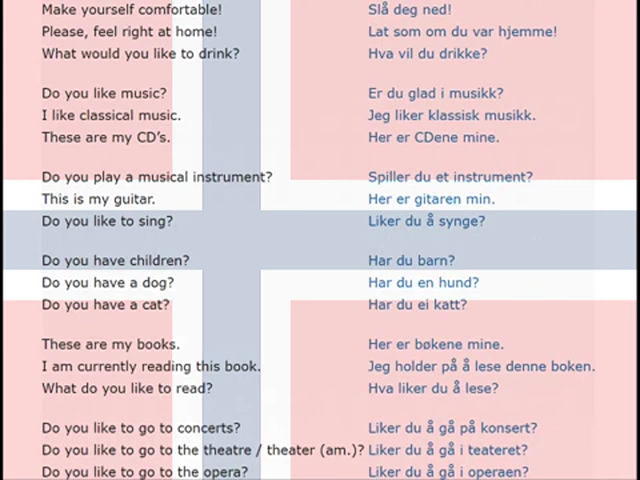 Make yourself comfortable! Slå deg ned!
Please, feel right at home! Lat som om du var hjemme!
What would you like to drink? Hva vil du drikke?
Do you like music? Er du glad i musikk?
I like classical music. Jeg liker klassisk musikk.
These are my CD's. Her er CDene mine.
Do you play a musical instrument? Spiller du et instrument?
This is my guitar. Her er gitaren min.
Do you like to sing? Liker du å synge?
Do you have children? Har du barn?
Do you have a dog? Har du en hund?
Do you have a cat? Har du ei katt?
These are my books. Her er bøkene mine.
I am currently reading this book. Jeg holder på å lese denne boken.
What do you like to read? Hva liker du å lese?
Do you like to go to concerts? Liker du å gå på konsert?
Do you like to go to the theatre / theater (am.)? Liker du å gå i teateret?
Do you like to go to the opera? Liker du å gå i operaen?